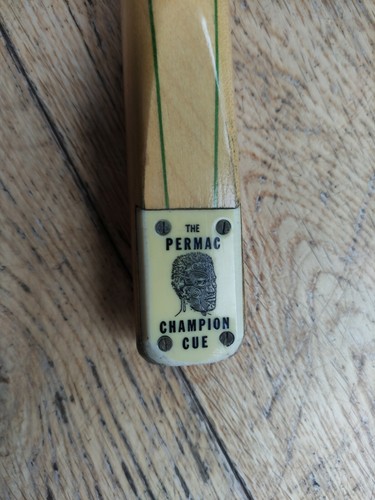 THE
PERMAC
CHAMPION
CUE